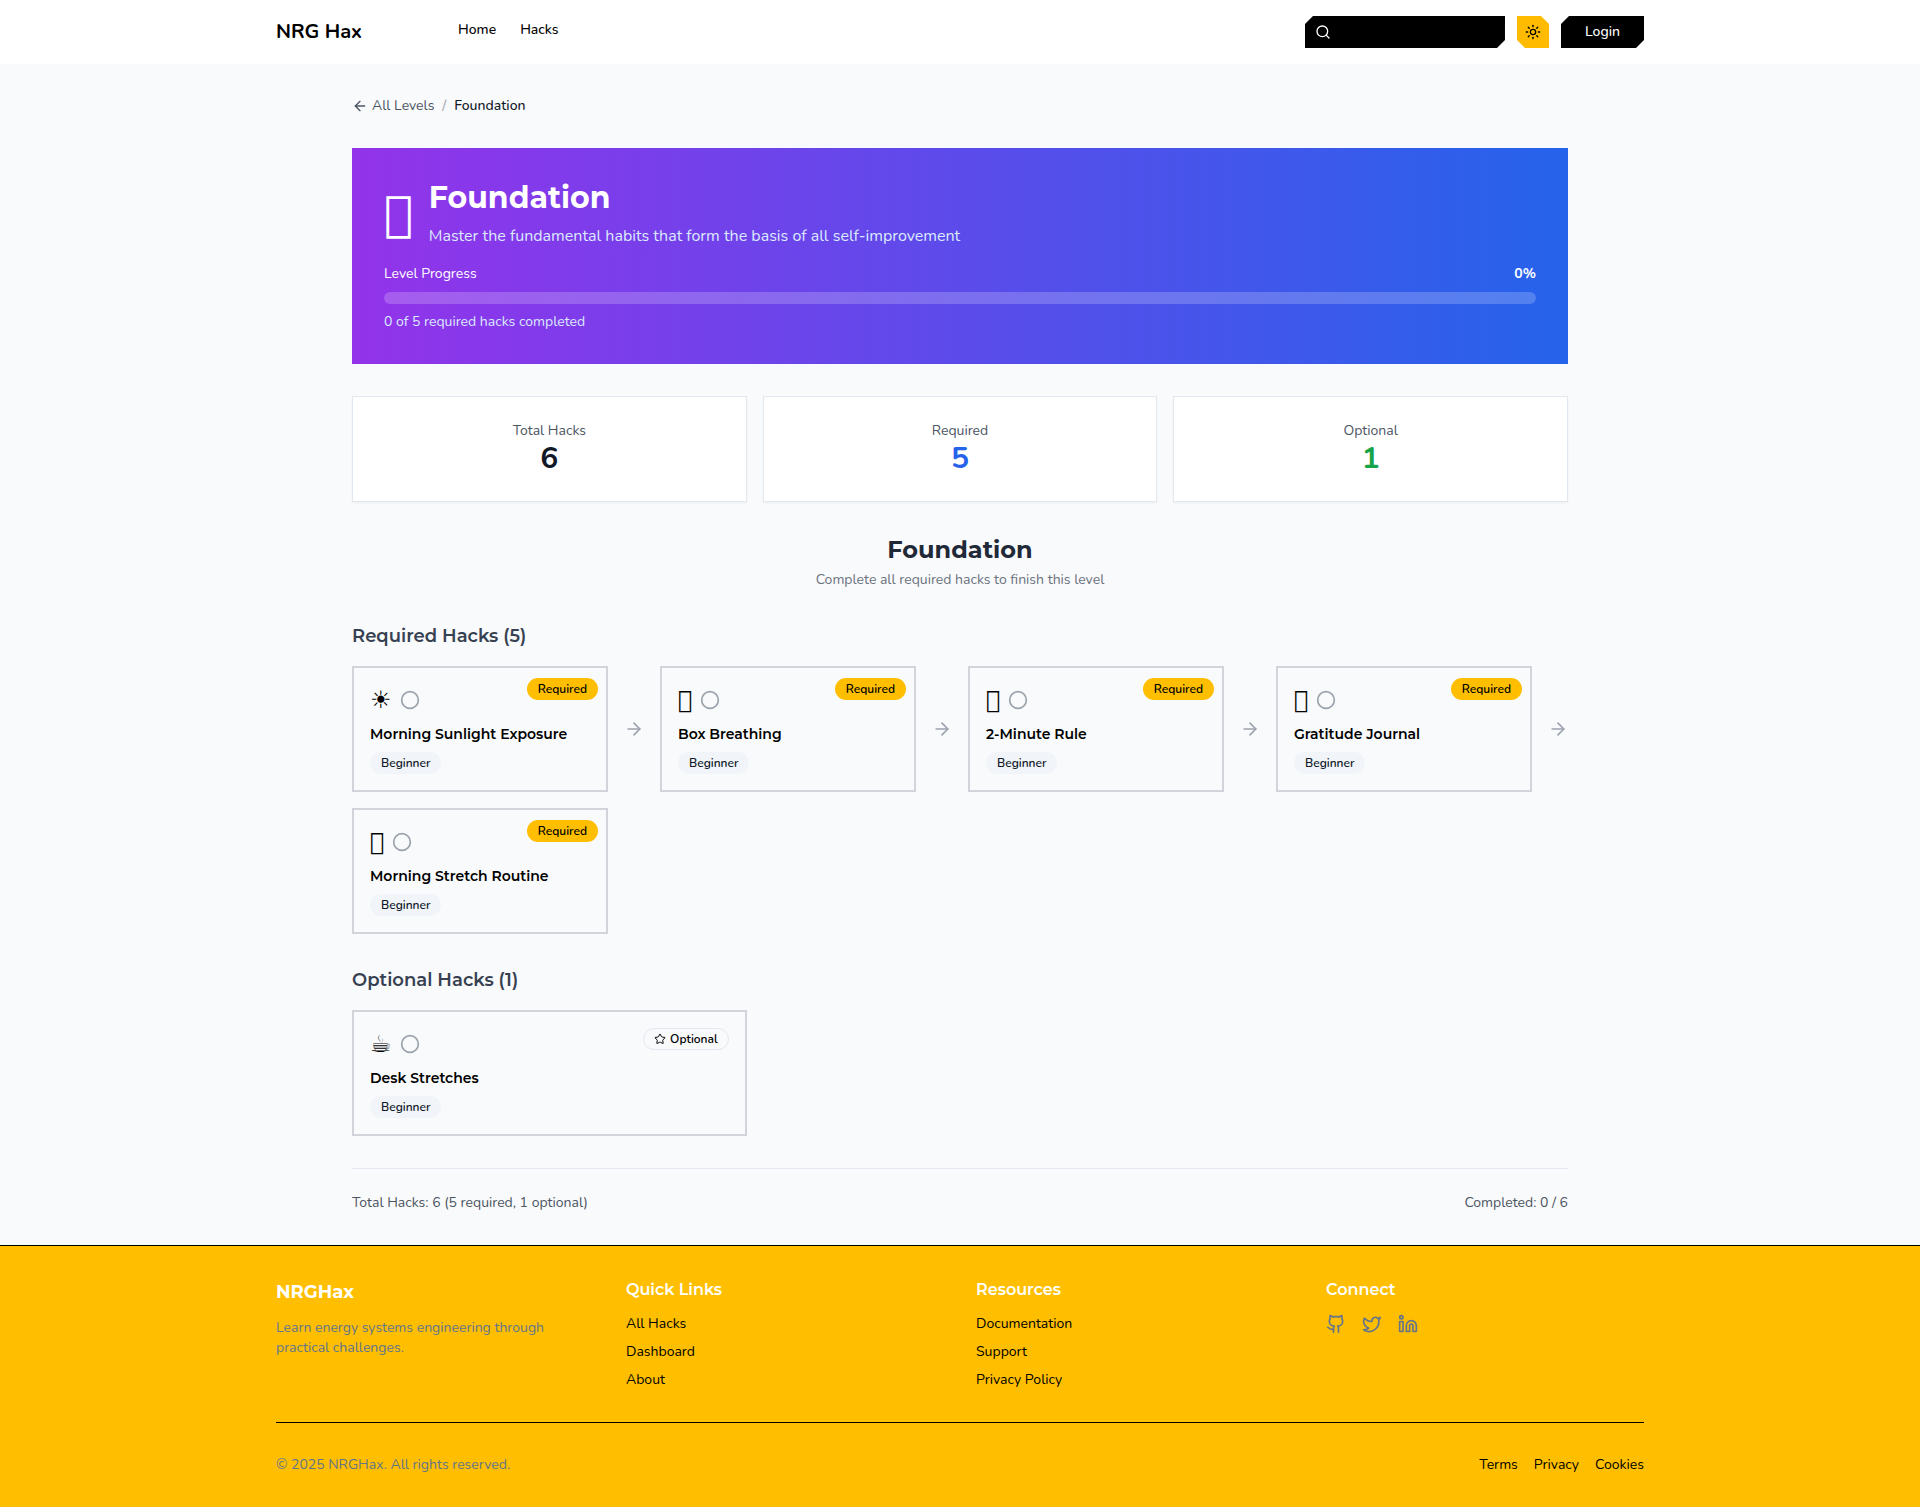 NRG Hax
Home Hacks
Login
All Levels / Foundation
Foundation
Master the fundamental habits that form the basis of all self-improvement
Level Progress 0%
0 of 5 required hacks completed
Total Hacks Required Optional
6 5 1
Foundation
Complete all required hacks to finish this level
Required Hacks (5)
Required Required Required Required
Morning Sunlight Exposure Box Breathing 2-Minute Rule Gratitude Journal
Beginner Beginner Beginner Beginner
Required
Morning Stretch Routine
Beginner
Optional Hacks (1)
Optional
Desk Stretches
Beginner
Total Hacks: 6 (5 required, 1 optional) Completed: 0 / 6
NRGHax
Learn energy systems engineering through
practical challenges.
Quick Links
All Hacks
Dashboard
About
Resources
Documentation
Support
Privacy Policy
Connect
© 2025 NRGHax. All rights reserved.
Terms Privacy Cookies